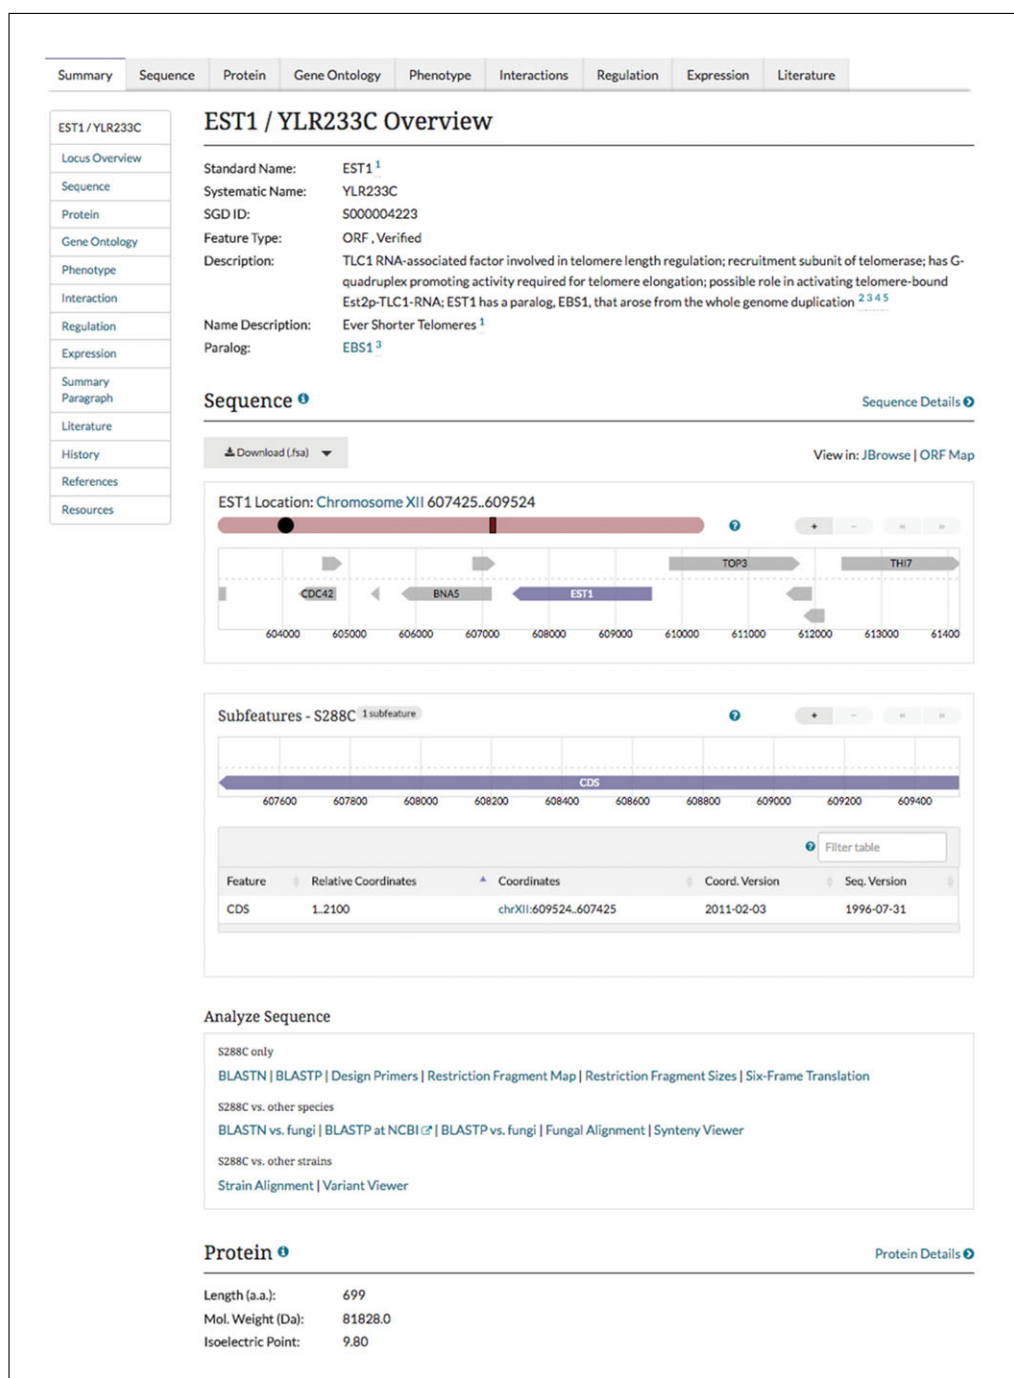 Summary Sequence Protein Gene Ontology Phenotype Interactions Regulation Expression Literature
EST1 / YLR233C
Locus Overview
Sequence
Protein
Gene Ontology
Phenotype
Interaction
Regulation
Expression
Summary
Paragraph
Literature
History
References
Resources
EST1 / YLR233C Overview
Standard Name: EST1 1
Systematic Name: YLR233C
SGD ID: S000004223
Feature Type: ORF , Verified
Description: TLC1 RNA-associated factor involved in telomere length regulation; recruitment subunit of telomerase; has G-
quadruplex promoting activity required for telomere elongation; possible role in activating telomere-bound
Est2p-TLC1-RNA; EST1 has a paralog, EBS1, that arose from the whole genome duplication 2 3 4 5
Name Description: Ever Shorter Telomeres 1
Paralog: EBS1 3
Sequence Sequence Details
Download (.fsa) View in: JBrowse | ORF Map
EST1 Location: Chromosome XII 607425..609524
+ - « »
TOP3 THI7
CDC42 BNA5 EST1
604000 605000 606000 607000 608000 609000 610000 611000 612000 613000 61400
Subfeatures - S288C 1 subfeature + - « »
CDS
607600 607800 608000 608200 608400 608600 608800 609000 609200 609400
Filter table
Feature Relative Coordinates Coordinates Coord. Version Seq. Version
CDS 1..2100 chrXII:609524..607425 2011-02-03 1996-07-31
Analyze Sequence
S288C only
BLASTN | BLASTP | Design Primers | Restriction Fragment Map | Restriction Fragment Sizes | Six-Frame Translation
S288C vs. other species
BLASTN vs. fungi | BLASTP at NCBI | BLASTP vs. fungi | Fungal Alignment | Synteny Viewer
S288C vs. other strains
Strain Alignment | Variant Viewer
Protein Protein Details
Length (a.a.): 699
Mol. Weight (Da): 81828.0
Isoelectric Point: 9.80